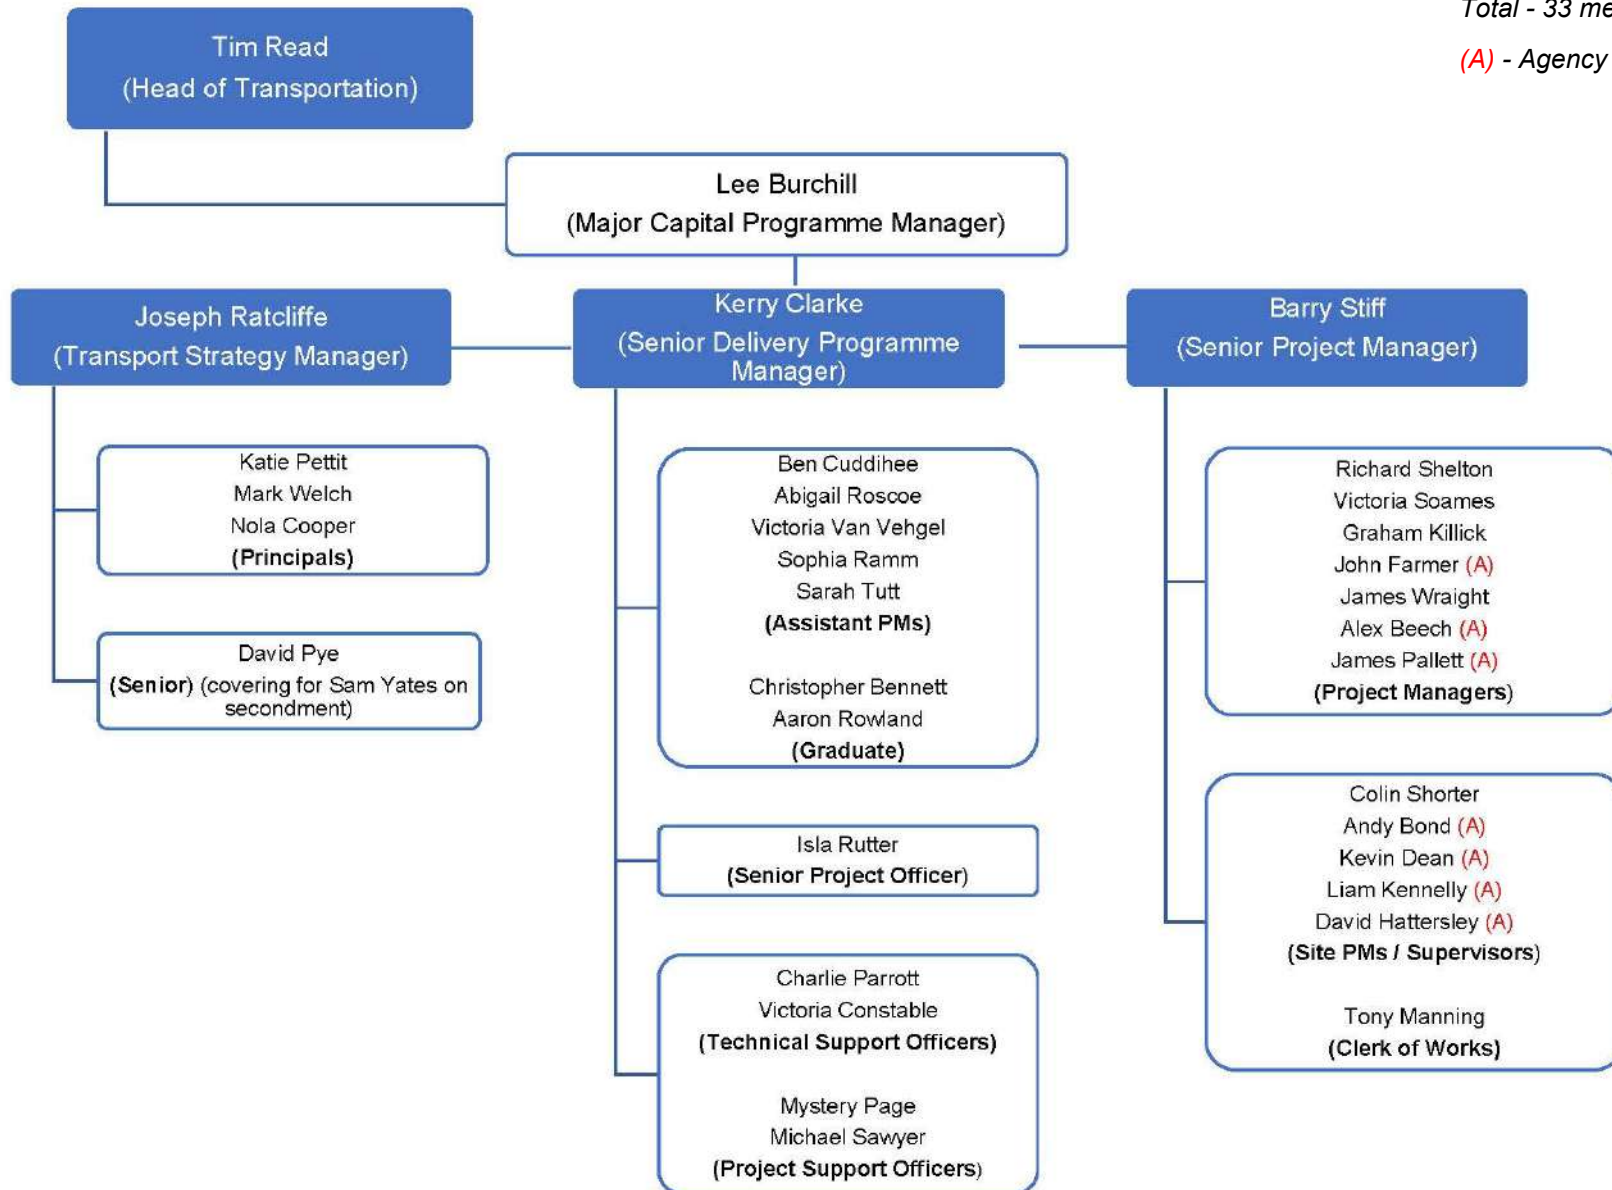 Total - 33 me
(A) - Agency
Tim Read
(Head of Transportation)
Lee Burchill
(Major Capital Programme Manager)
Joseph Ratcliffe
(Transport Strategy Manager)
Kerry Clarke
(Senior Delivery Programme
Manager)
Barry Stiff
(Senior Project Manager)
Katie Pettit
Mark Welch
Nola Cooper
(Principals)
David Pye
(Senior) (covering for Sam Yates on
secondment)
Ben Cuddihee
Abigail Roscoe
Victoria Van Vehgel
Sophia Ramm
Sarah Tutt
(Assistant PMs)
Christopher Bennett
Aaron Rowland
(Graduate)
Isla Rutter
(Senior Project Officer)
Charlie Parrott
Victoria Constable
(Technical Support Officers)
Mystery Page
Michael Sawyer
(Project Support Officers)
Richard Shelton
Victoria Soames
Graham Killick
John Farmer (A)
James Wraight
Alex Beech (A)
James Pallett (A)
(Project Managers)
Colin Shorter
Andy Bond (A)
Kevin Dean (A)
Liam Kennelly (A)
David Hattersley (A)
(Site PMs / Supervisors)
Tony Manning
(Clerk of Works)